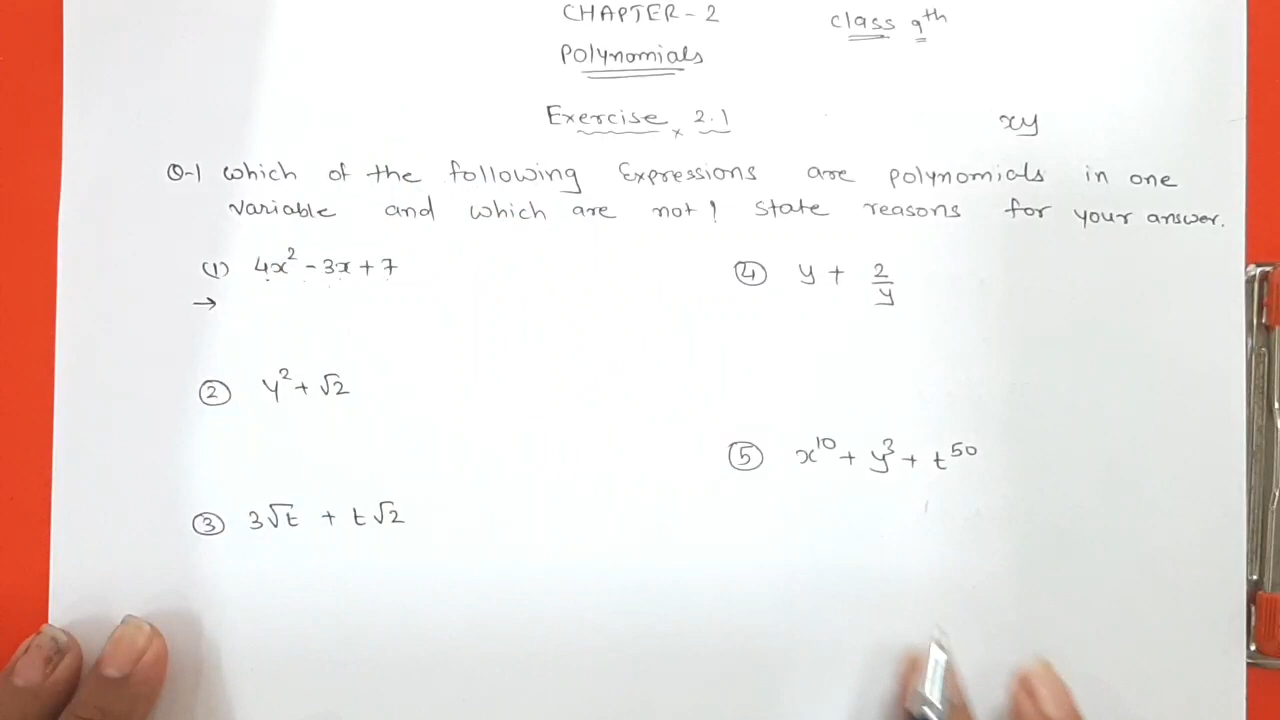 CHAPTER - 2
Class 9th
Polynomials
Exercise 2.1
xy
Q-1 which of the following Expressions are polynomials in one
variable and which are not? state reasons for your answer.
(1) 4x² - 3x + 7
→
④ y + 2/y
② y² + √2
⑤ x¹⁰ + y³ + t⁵⁰
③ 3√t + t√2